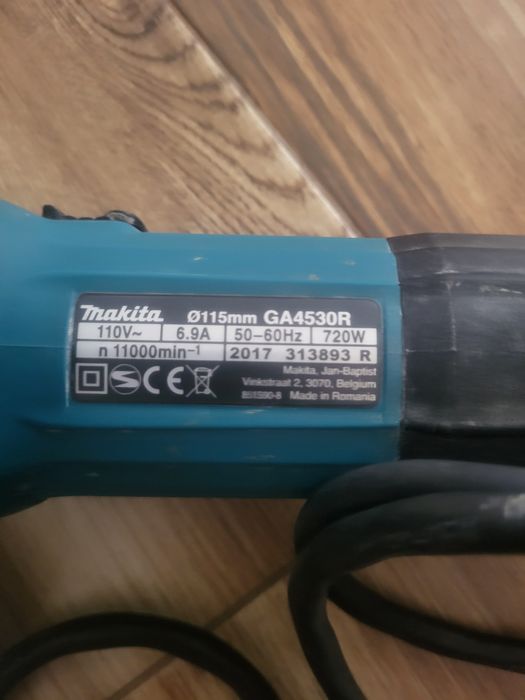 makita Ø115mm GA4530R
110V~ 6.9A 50-60Hz 720W
n 11000min⁻¹ 2017 313893 R
Makita, Jan-Baptist
Vinkstraat 2, 3070, Belgium
Made in Romania